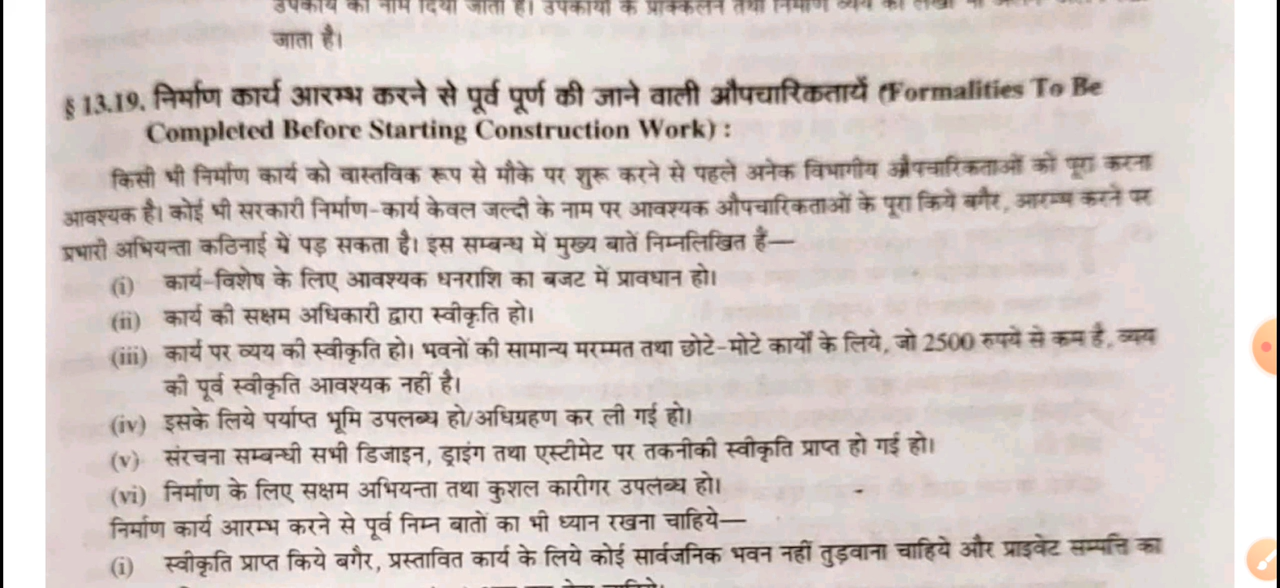 उपकार्य का नाम दिया जाता है। उपकार्यों के प्राक्कलन तथा निर्माण व्यय का लेखा
जाता है।
§ 13.19. निर्माण कार्य आरम्भ करने से पूर्व पूर्ण की जाने वाली औपचारिकतायें (Formalities To Be
Completed Before Starting Construction Work) :
किसी भी निर्माण कार्य को वास्तविक रूप से मौके पर शुरू करने से पहले अनेक विभागीय औपचारिकताओं को पूरा करना
आवश्यक है। कोई भी सरकारी निर्माण-कार्य केवल जल्दी के नाम पर आवश्यक औपचारिकताओं के पूरा किये बगैर, आरम्भ करने पर
प्रभारी अभियन्ता कठिनाई में पड़ सकता है। इस सम्बन्ध में मुख्य बातें निम्नलिखित हैं—
(i) कार्य-विशेष के लिए आवश्यक धनराशि का बजट में प्रावधान हो।
(ii) कार्य की सक्षम अधिकारी द्वारा स्वीकृति हो।
(iii) कार्य पर व्यय की स्वीकृति हो। भवनों की सामान्य मरम्मत तथा छोटे-मोटे कार्यों के लिये, जो 2500 रुपये से कम है, व्यय
की पूर्व स्वीकृति आवश्यक नहीं है।
(iv) इसके लिये पर्याप्त भूमि उपलब्ध हो/अधिग्रहण कर ली गई हो।
(v) संरचना सम्बन्धी सभी डिजाइन, ड्राइंग तथा एस्टीमेट पर तकनीकी स्वीकृति प्राप्त हो गई हो।
(vi) निर्माण के लिए सक्षम अभियन्ता तथा कुशल कारीगर उपलब्ध हो।
निर्माण कार्य आरम्भ करने से पूर्व निम्न बातों का भी ध्यान रखना चाहिये—
(i) स्वीकृति प्राप्त किये बगैर, प्रस्तावित कार्य के लिये कोई सार्वजनिक भवन नहीं तुड़वाना चाहिये और प्राइवेट सम्पत्ति का